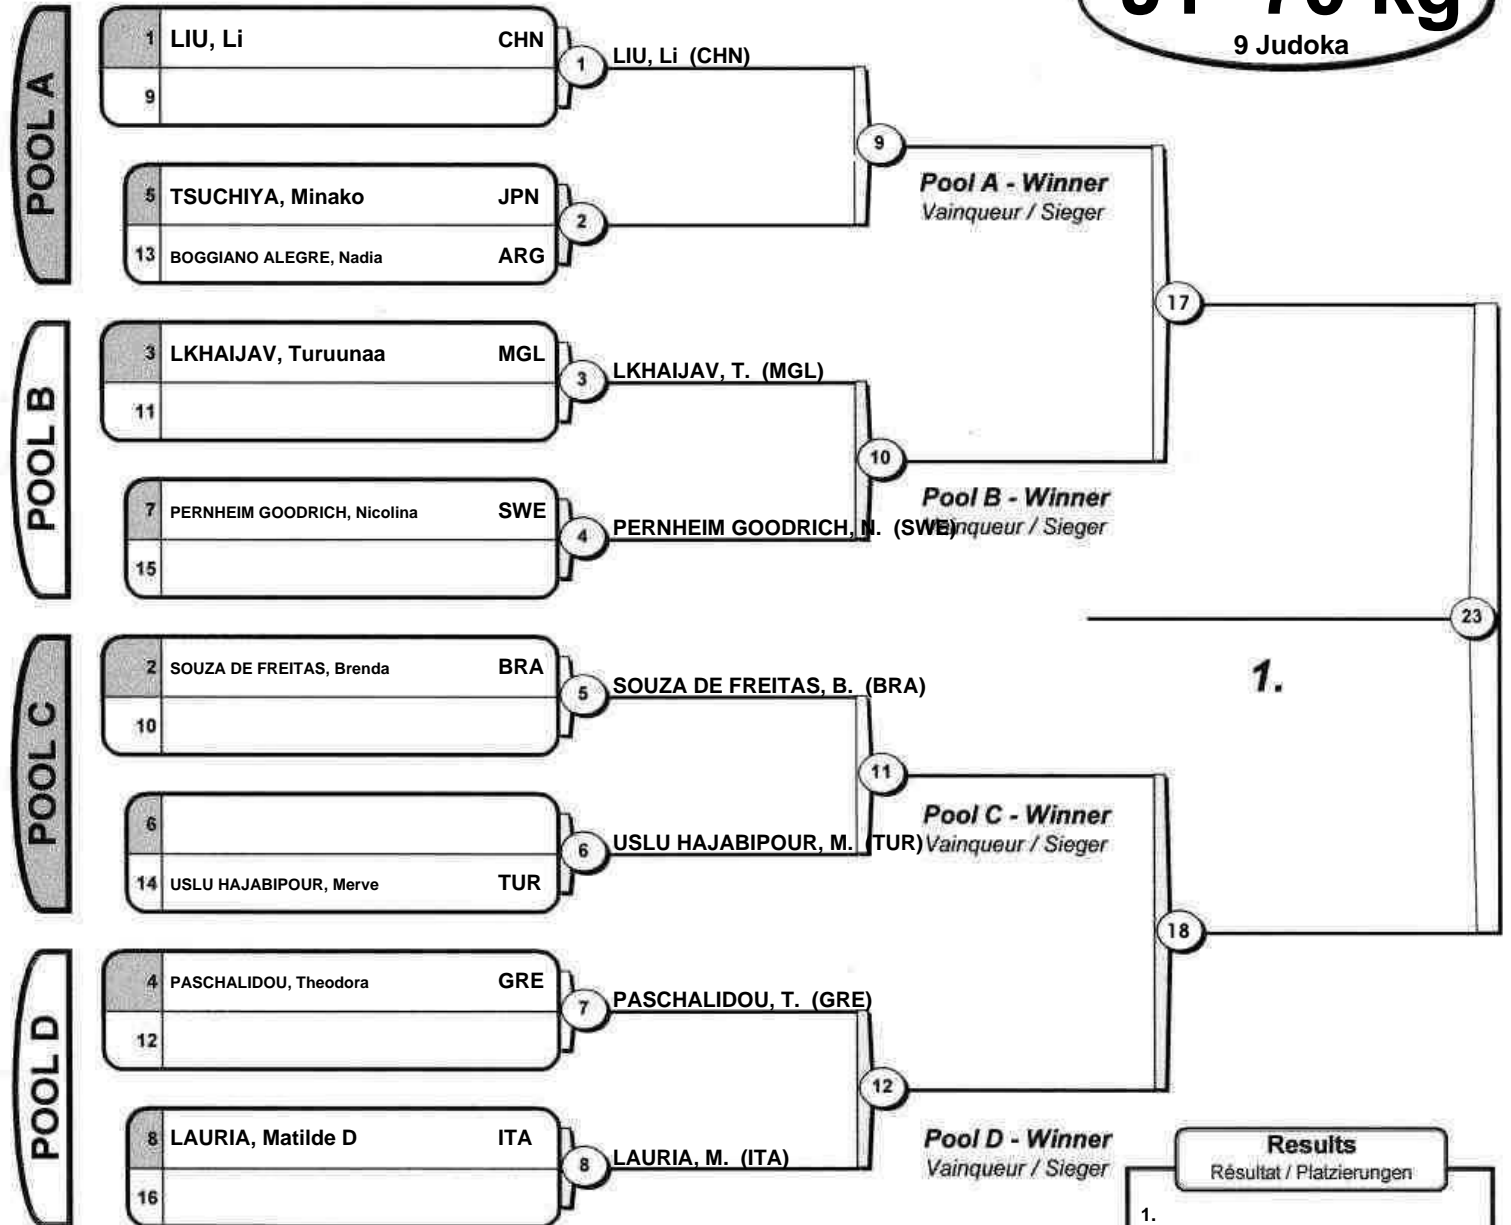 9 Judoka
POOL A
1 LIU, Li CHN
9
1
LIU, Li (CHN)
5 TSUCHIYA, Minako JPN
13 BOGGIANO ALEGRE, Nadia ARG
2
9
Pool A - Winner
Vainqueur / Sieger
POOL B
3 LKHAIJAV, Turuunaa MGL
11
3
LKHAIJAV, T. (MGL)
7 PERNHEIM GOODRICH, Nicolina SWE
15
4
PERNHEIM GOODRICH, N. (SWE)
10
Pool B - Winner
Vainqueur / Sieger
17
23
1.
POOL C
2 SOUZA DE FREITAS, Brenda BRA
10
5
SOUZA DE FREITAS, B. (BRA)
6
14 USLU HAJABIPOUR, Merve TUR
6
USLU HAJABIPOUR, M. (TUR)
11
Pool C - Winner
Vainqueur / Sieger
18
POOL D
4 PASCHALIDOU, Theodora GRE
12
7
PASCHALIDOU, T. (GRE)
8 LAURIA, Matilde D ITA
16
8
LAURIA, M. (ITA)
12
Pool D - Winner
Vainqueur / Sieger
Results
Résultat / Platzierungen
1.